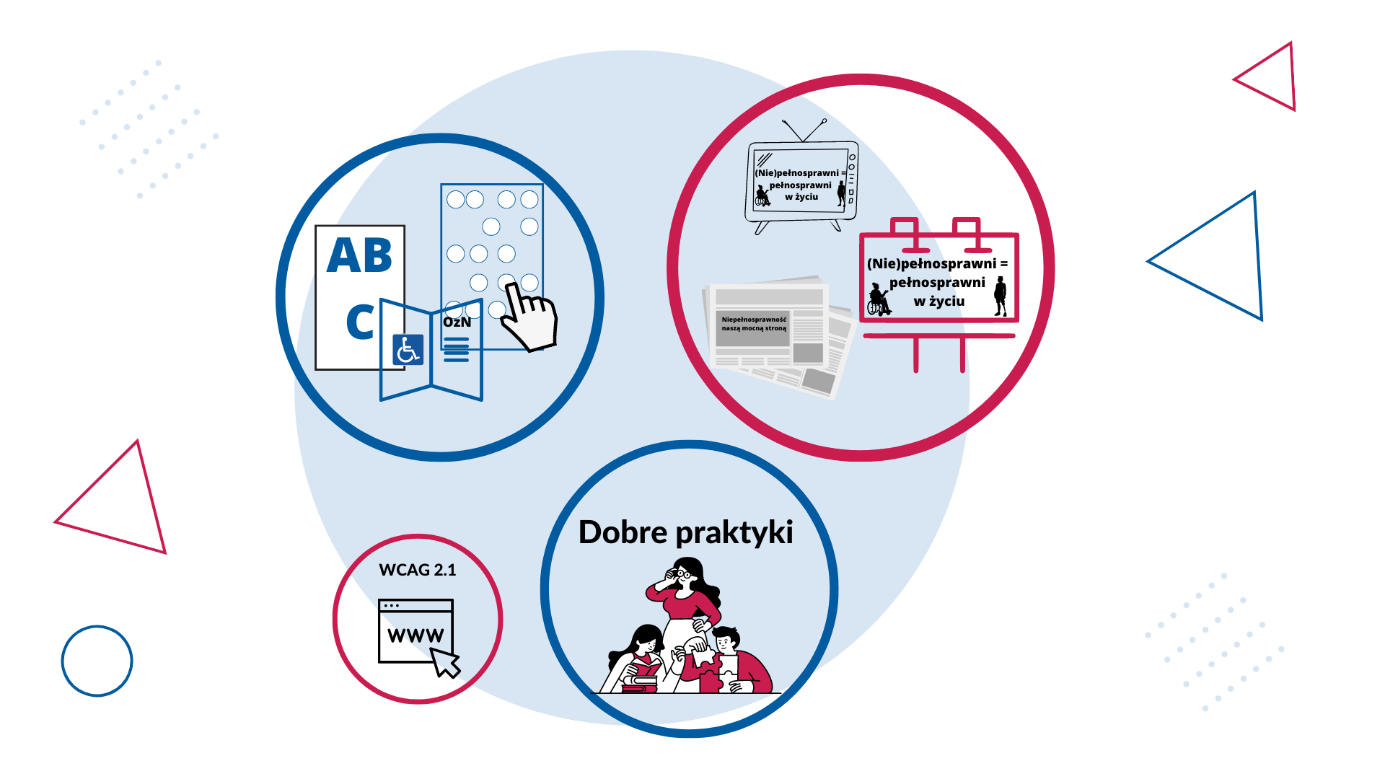 AB
C
OzN
(Nie)pełnosprawni =
pełnosprawni
w życiu
(Nie)pełnosprawni =
pełnosprawni
w życiu
Niepełnosprawność
naszą mocną stroną
WCAG 2.1
WWW
Dobre praktyki